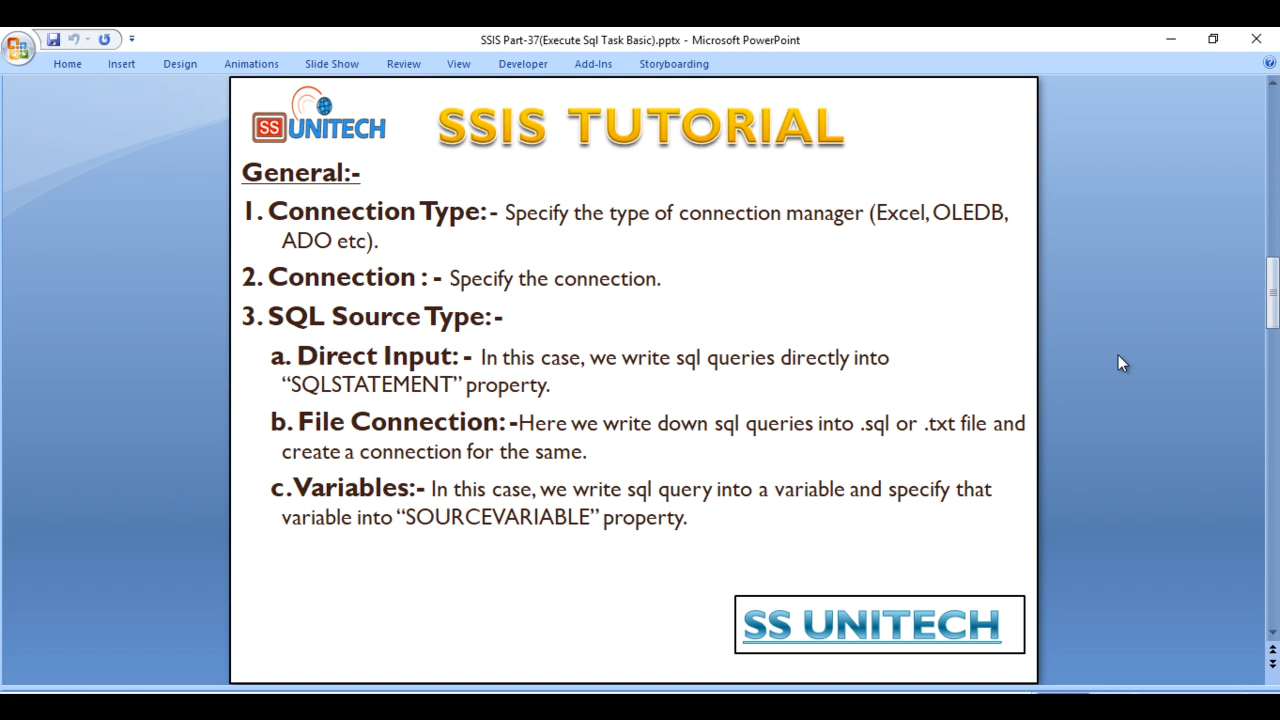 SSIS Part-37(Execute Sql Task Basic).pptx - Microsoft PowerPoint
Home Insert Design Animations Slide Show Review View Developer Add-Ins Storyboarding
SS UNITECH
SSIS TUTORIAL
General:-
1. Connection Type:- Specify the type of connection manager (Excel, OLEDB,
ADO etc).
2. Connection : - Specify the connection.
3. SQL Source Type:-
a. Direct Input: - In this case, we write sql queries directly into
“SQLSTATEMENT” property.
b. File Connection: -Here we write down sql queries into .sql or .txt file and
create a connection for the same.
c. Variables:- In this case, we write sql query into a variable and specify that
variable into “SOURCEVARIABLE” property.
SS UNITECH